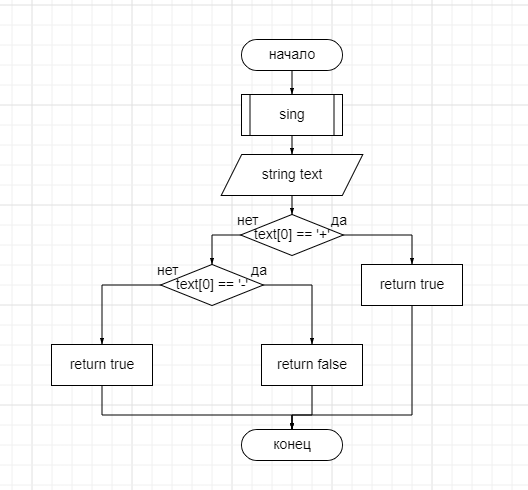 начало
sing
string text
нет
да
text[0] == '+'
нет
да
text[0] == '-'
return true
return true
return false
конец